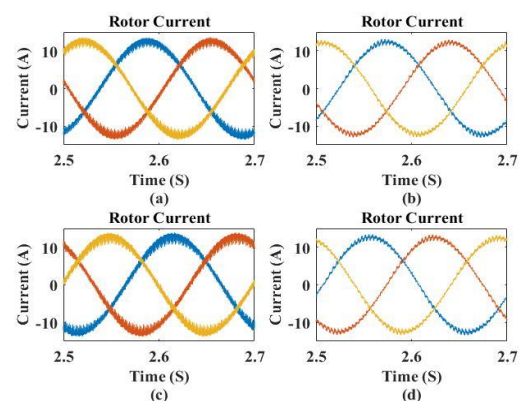 Rotor Current
Current (A)
10
0
-10
2.5 2.6 2.7
Time (S)
(a)
Rotor Current
Current (A)
10
0
-10
2.5 2.6 2.7
Time (S)
(b)
Rotor Current
Current (A)
10
0
-10
2.5 2.6 2.7
Time (S)
(c)
Rotor Current
Current (A)
10
0
-10
2.5 2.6 2.7
Time (S)
(d)